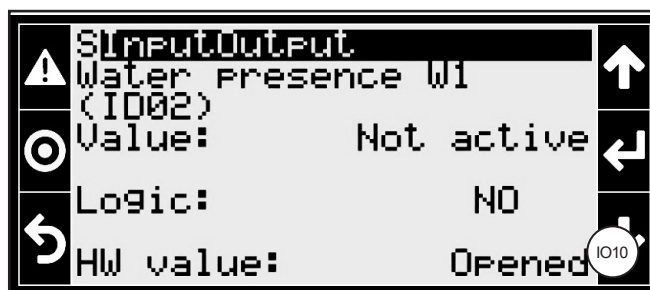 SInputOutput
Water presence W1
(ID02)
Value: Not active
Logic: NO
HW value: Opened
IO10